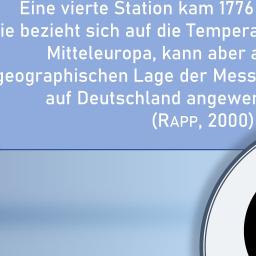 Eine vierte Station kam 1776
ie bezieht sich auf die Tempera
Mitteleuropa, kann aber a
geographischen Lage der Mess
auf Deutschland angewer
(RAPP, 2000)